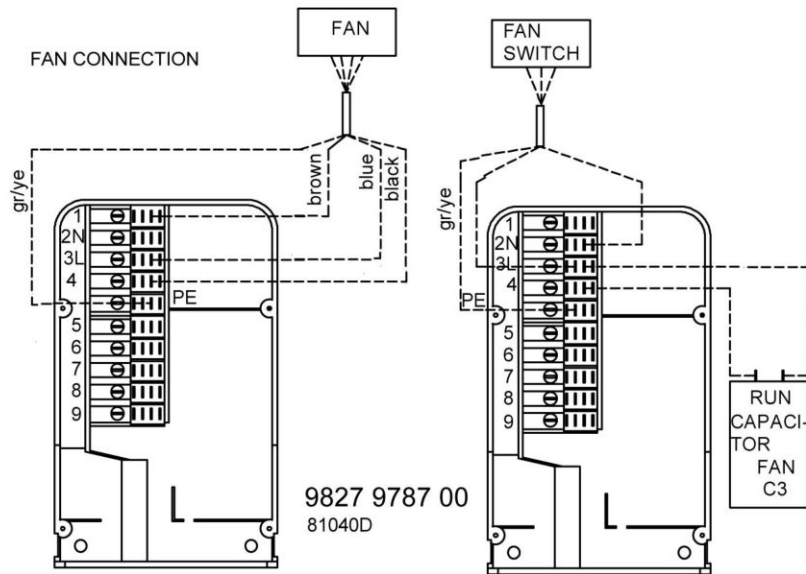 FAN CONNECTION
FAN
gr/ye
brown
blue
black
1
2N
3L
4
PE
5
6
7
8
9
9827 9787 00
81040D
FAN
SWITCH
gr/ye
1
2N
3L
4
PE
5
6
7
8
9
RUN
CAPACI-
TOR
FAN
C3